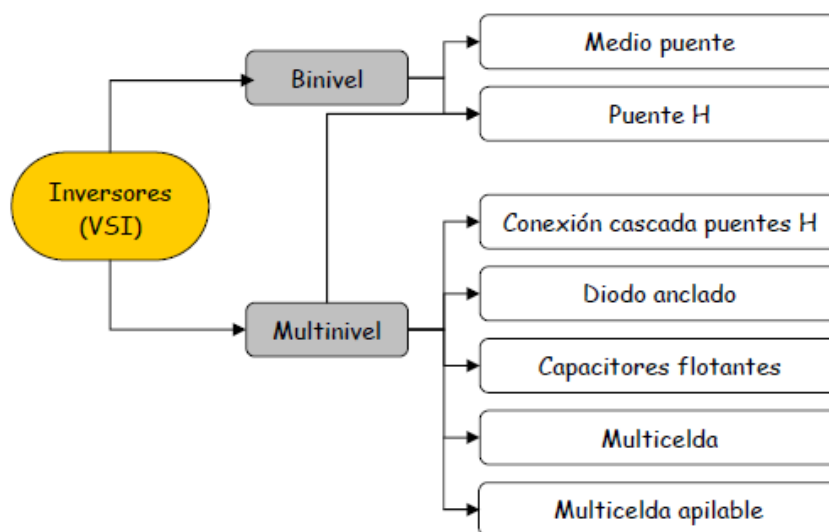 Inversores
(VSI)
Binivel
Medio puente
Puente H
Multinivel
Conexión cascada puentes H
Diodo anclado
Capacitores flotantes
Multicelda
Multicelda apilable